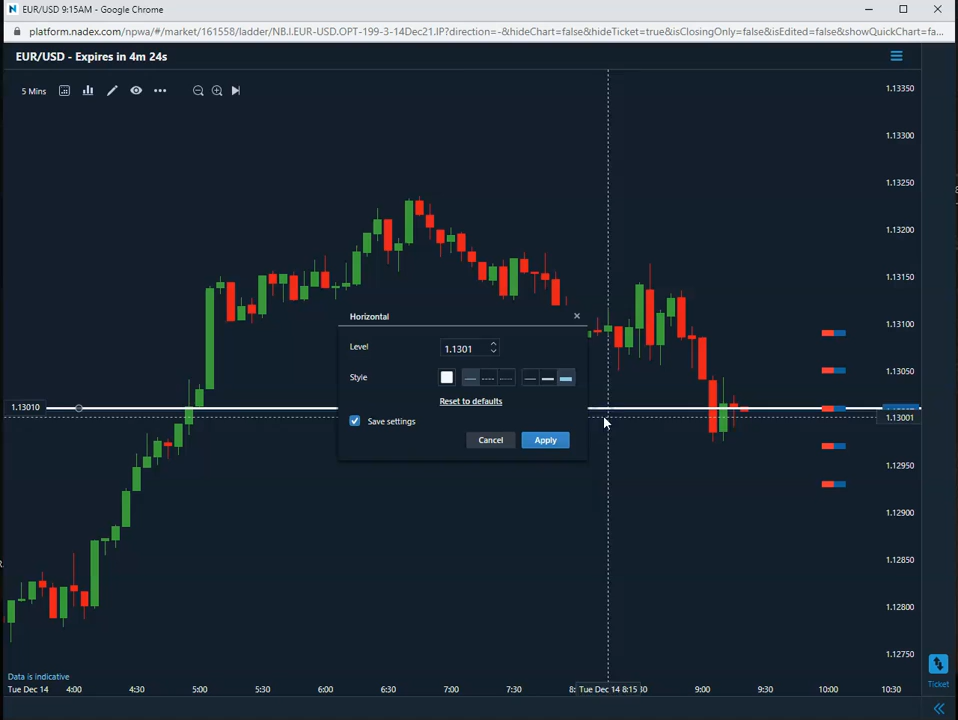 EUR/USD 9:15AM - Google Chrome
platform.nadex.com/npwa/#/market/161558/ladder/NB.I.EUR-USD.OPT-199-3-14Dec21.IP?direction=-&hideChart=false&hideTicket=true&isClosingOnly=false&isEdited=false&showQuickChart=fa...
EUR/USD - Expires in 4m 24s
5 Mins
1.13350
1.13300
1.13250
1.13200
1.13150
1.13100
1.13050
1.13010
1.13001
1.12950
1.12900
1.12850
1.12800
1.12750
Horizontal
Level
1.1301
Style
Reset to defaults
Save settings
Cancel
Apply
Data is indicative
Tue Dec 14 4:00 4:30 5:00 5:30 6:00 6:30 7:00 7:30 8: Tue Dec 14 8:15 30 9:00 9:30 10:00 10:30
Ticket